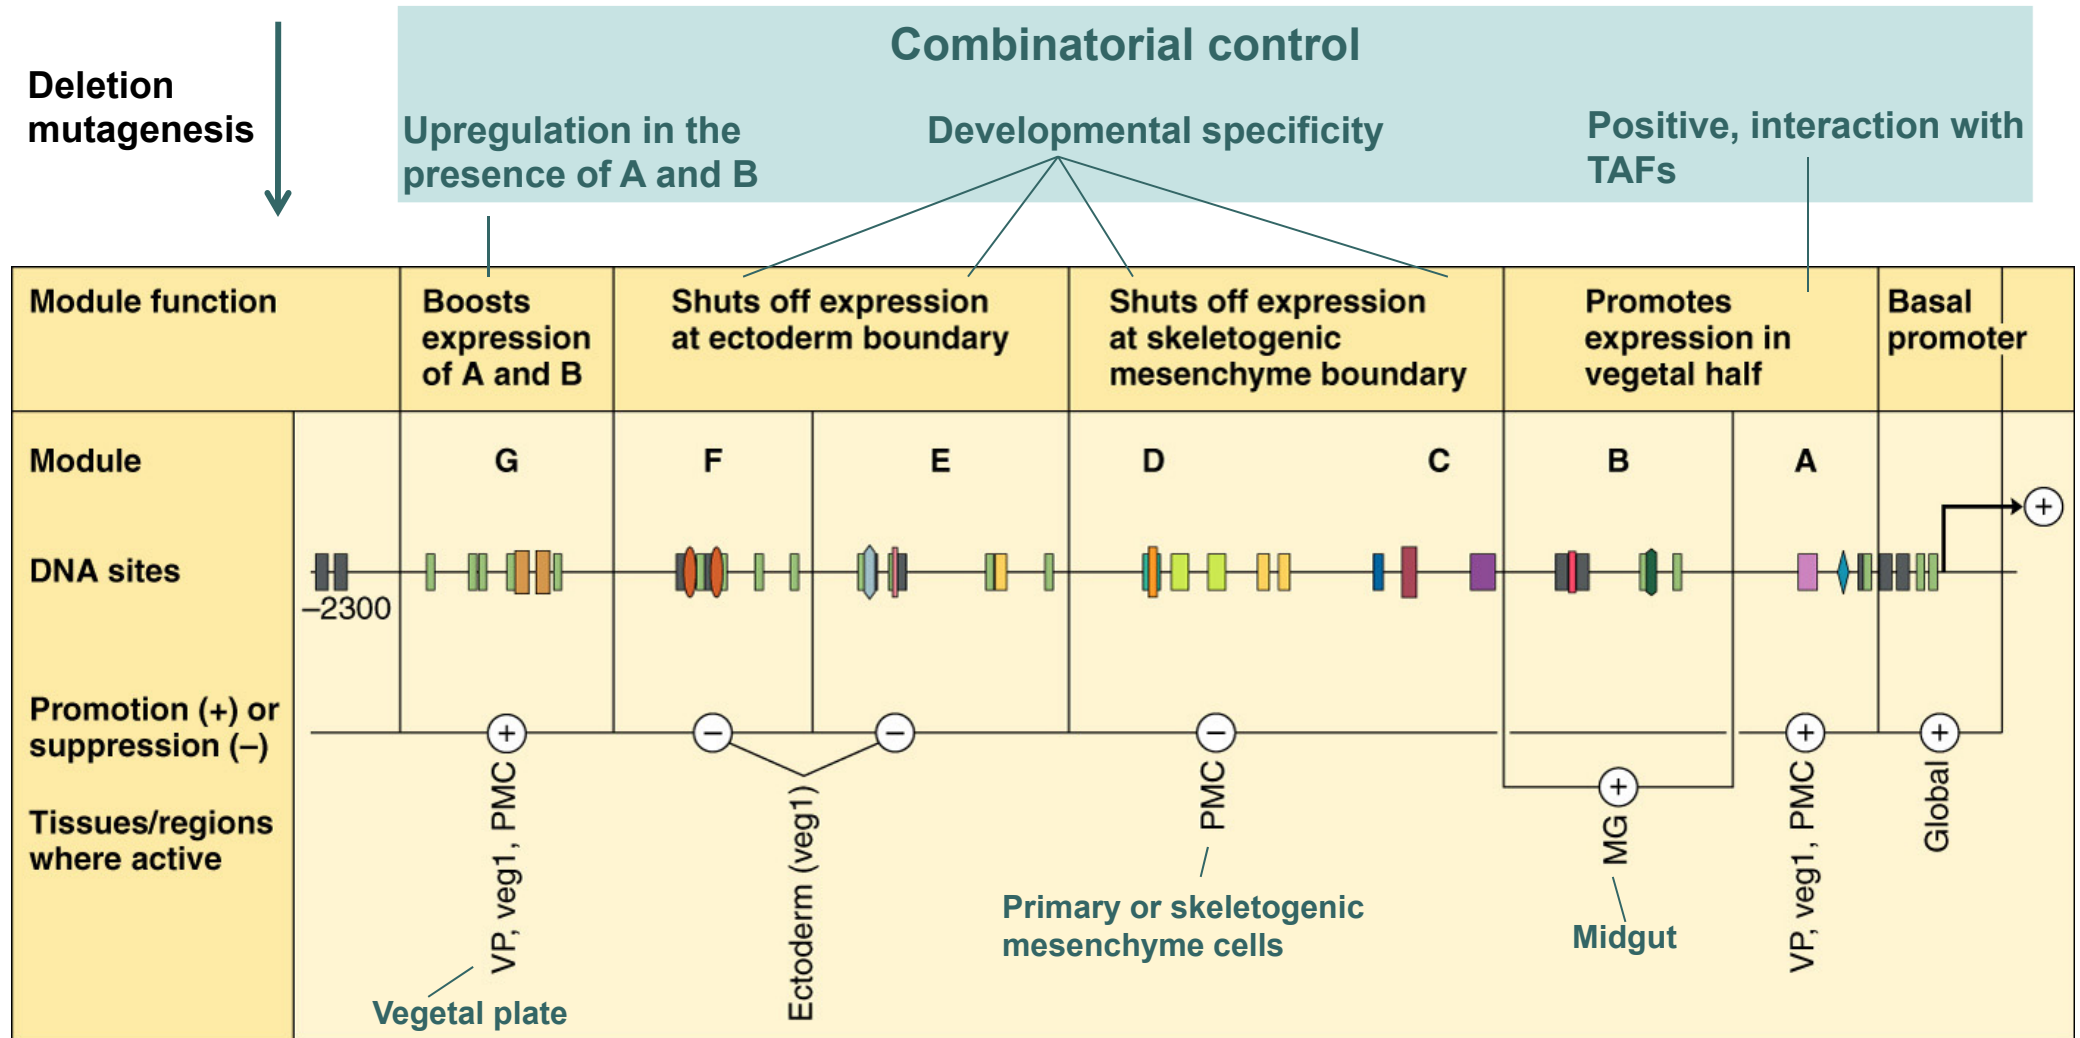 Combinatorial control
Deletion
mutagenesis
Upregulation in the
presence of A and B
Developmental specificity
Positive, interaction with
TAFs
Module function
Boosts
expression
of A and B
Shuts off expression
at ectoderm boundary
Shuts off expression
at skeletogenic
mesenchyme boundary
Promotes
expression in
vegetal half
Basal
promoter
Module
G
F
E
D
C
B
A
DNA sites
–2300
+
Promotion (+) or
suppression (–)
+
–
–
–
+
+
+
Tissues/regions
where active
VP, veg1, PMC
Ectoderm (veg1)
PMC
MG
VP, veg1, PMC
Global
Vegetal plate
Primary or skeletogenic
mesenchyme cells
Midgut